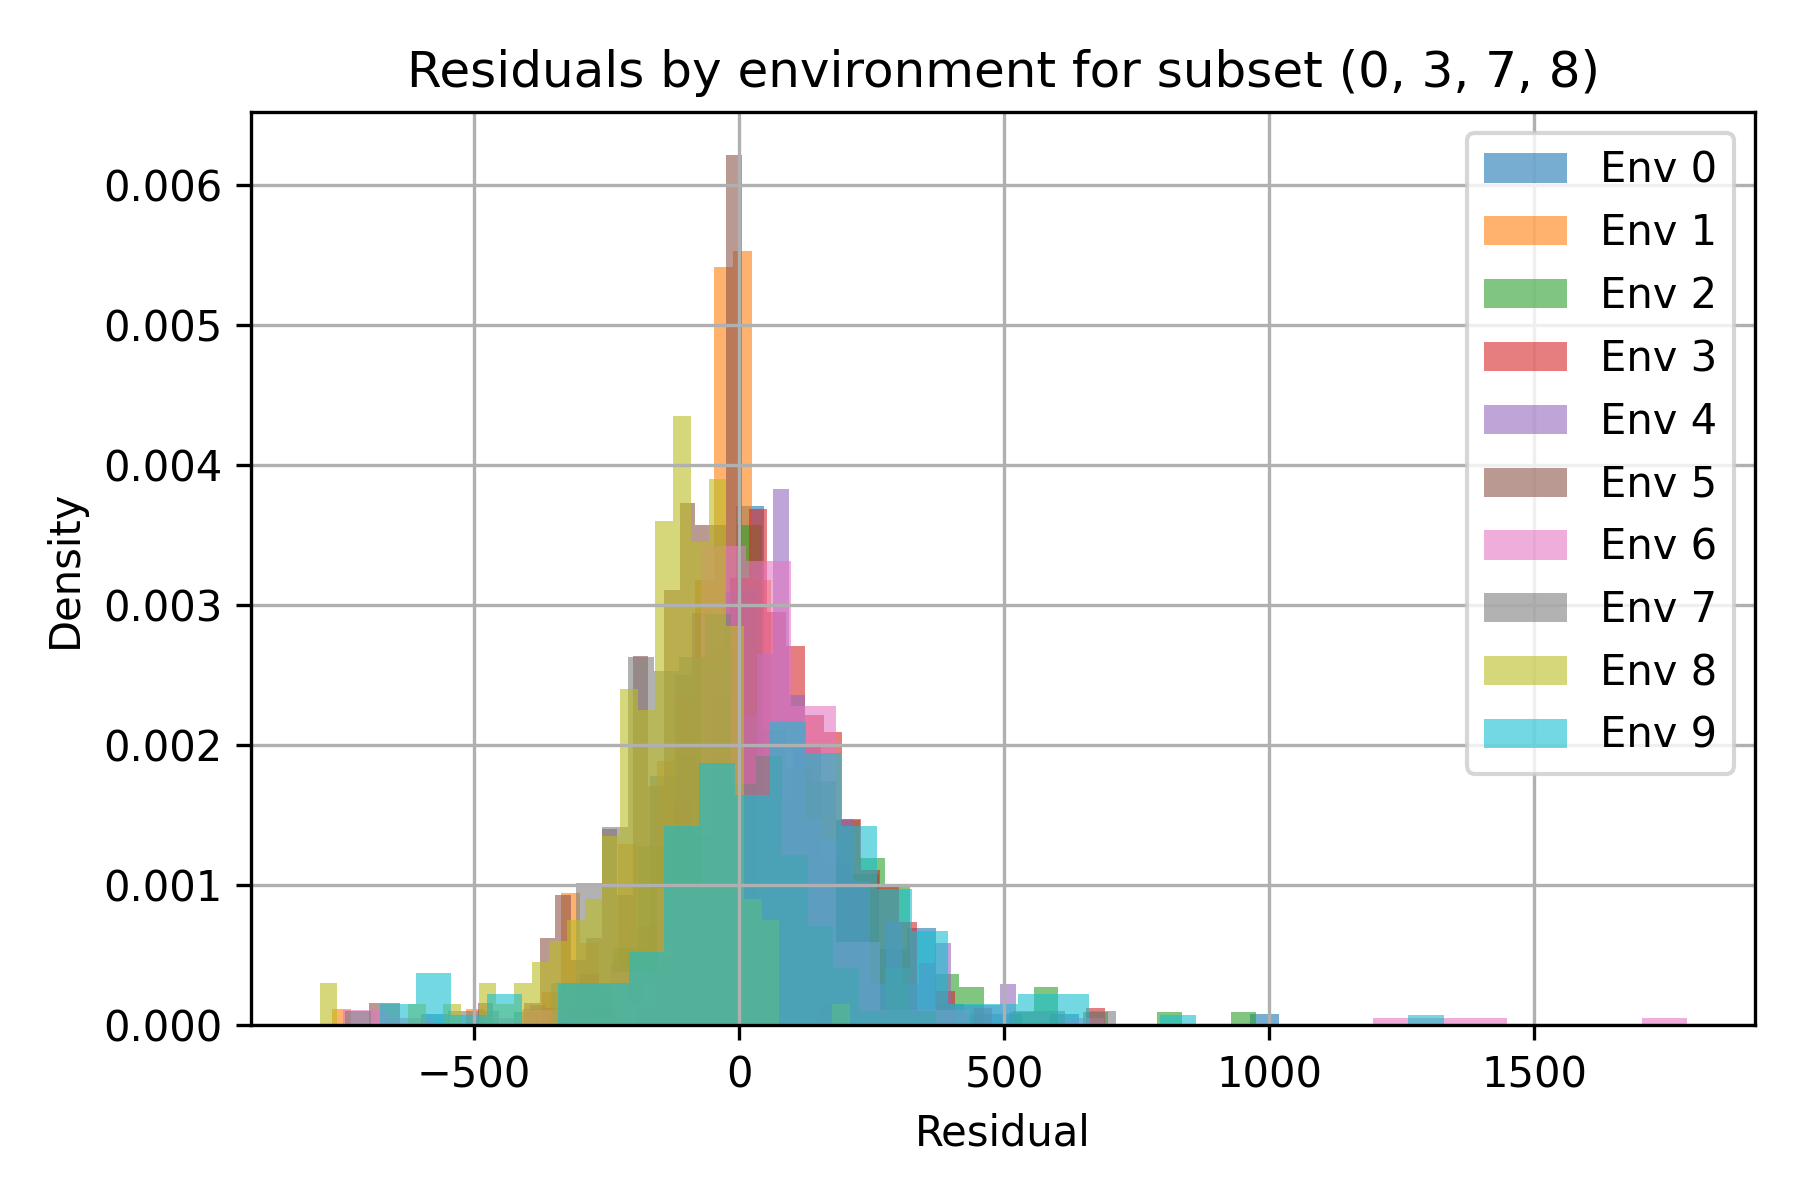 Residuals by environment for subset (0, 3, 7, 8)
0.006
0.005
0.004
0.003
0.002
0.001
0.000
Density
−500
0
500
1000
1500
Residual
Env 0
Env 1
Env 2
Env 3
Env 4
Env 5
Env 6
Env 7
Env 8
Env 9